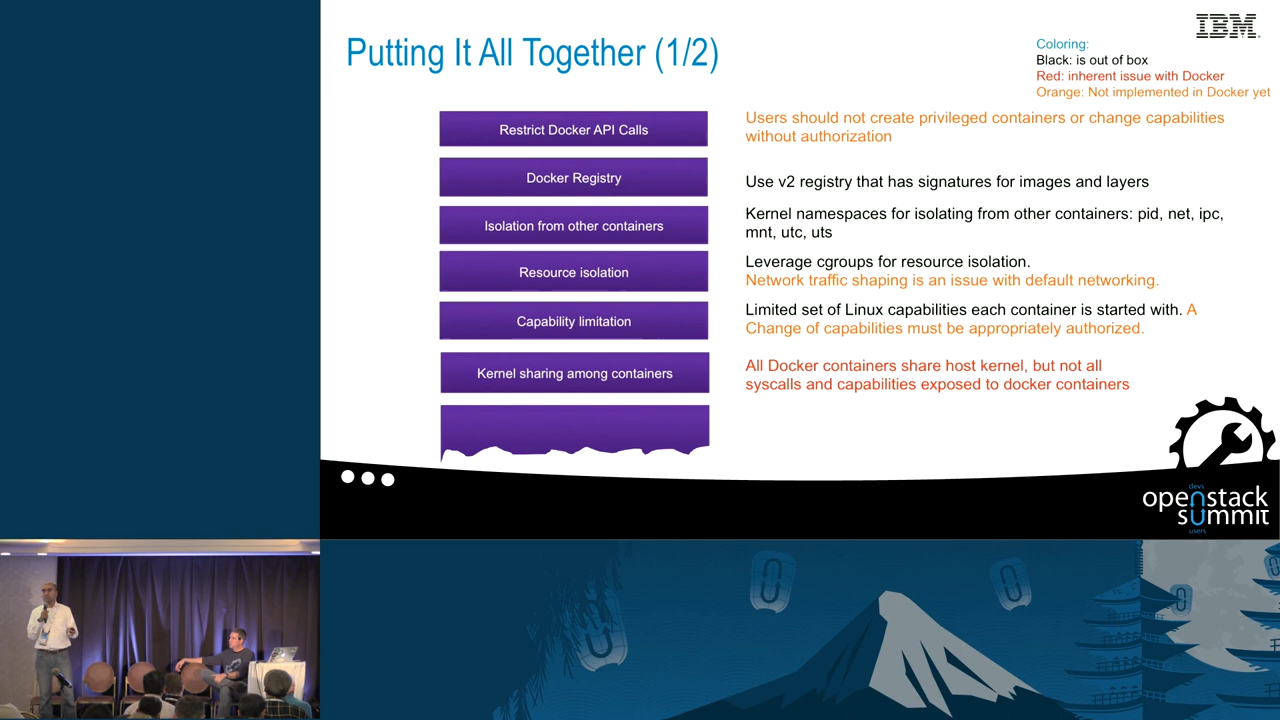 Putting It All Together (1/2)
IBM
Coloring:
Black: is out of box
Red: inherent issue with Docker
Orange: Not implemented in Docker yet
Restrict Docker API Calls
Users should not create privileged containers or change capabilities
without authorization
Docker Registry
Use v2 registry that has signatures for images and layers
Isolation from other containers
Kernel namespaces for isolating from other containers: pid, net, ipc,
mnt, utc, uts
Resource isolation
Leverage cgroups for resource isolation.
Network traffic shaping is an issue with default networking.
Capability limitation
Limited set of Linux capabilities each container is started with. A
Change of capabilities must be appropriately authorized.
Kernel sharing among containers
All Docker containers share host kernel, but not all
syscalls and capabilities exposed to docker containers
devs
openstack
summit
users